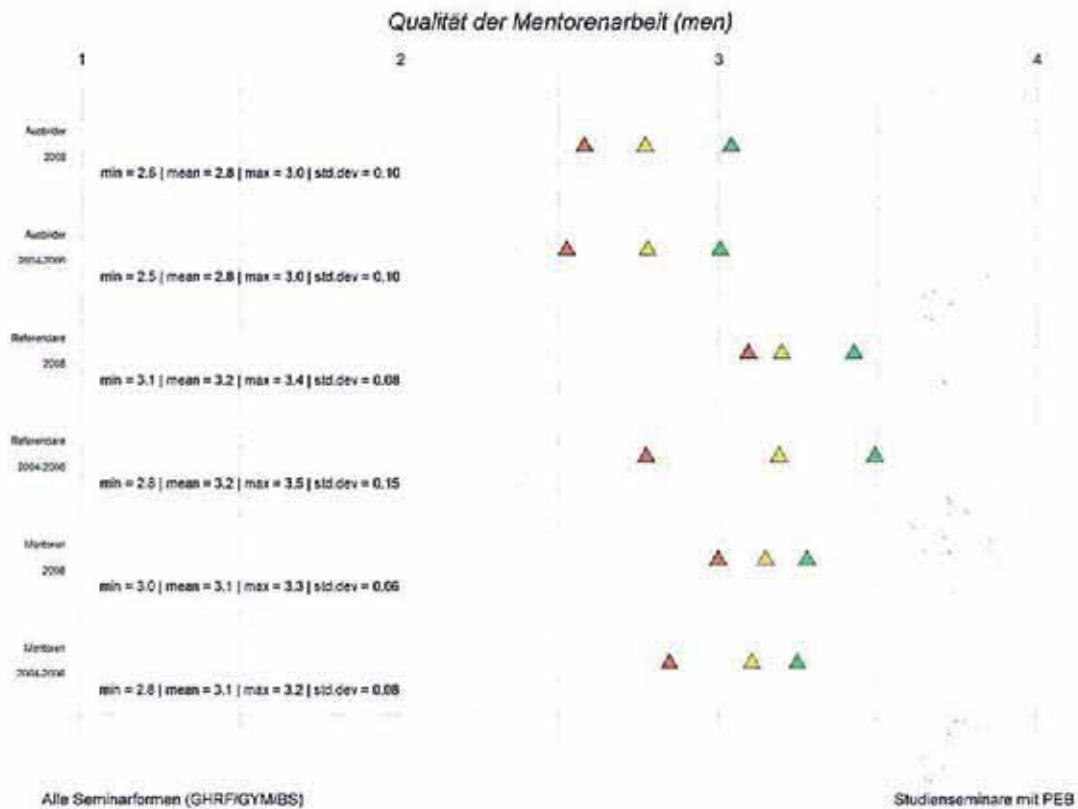 Qualität der Mentorenarbeit (men)
1 2 3 4
Ausbilder
2008
min = 2.6 | mean = 2.8 | max = 3.0 | std.dev = 0.10
Ausbilder
min = 2.5 | mean = 2.8 | max = 3.0 | std.dev = 0.10
Referendare
2008
min = 3.1 | mean = 3.2 | max = 3.4 | std.dev = 0.08
Referendare
2004-2006
min = 2.8 | mean = 3.2 | max = 3.5 | std.dev = 0.15
Mentoren
2008
min = 3.0 | mean = 3.1 | max = 3.3 | std.dev = 0.06
Mentoren
2004-2006
min = 2.8 | mean = 3.1 | max = 3.2 | std.dev = 0.08
Alle Seminarformen (GHRF/GYM/BS)
Studienseminare mit PEB